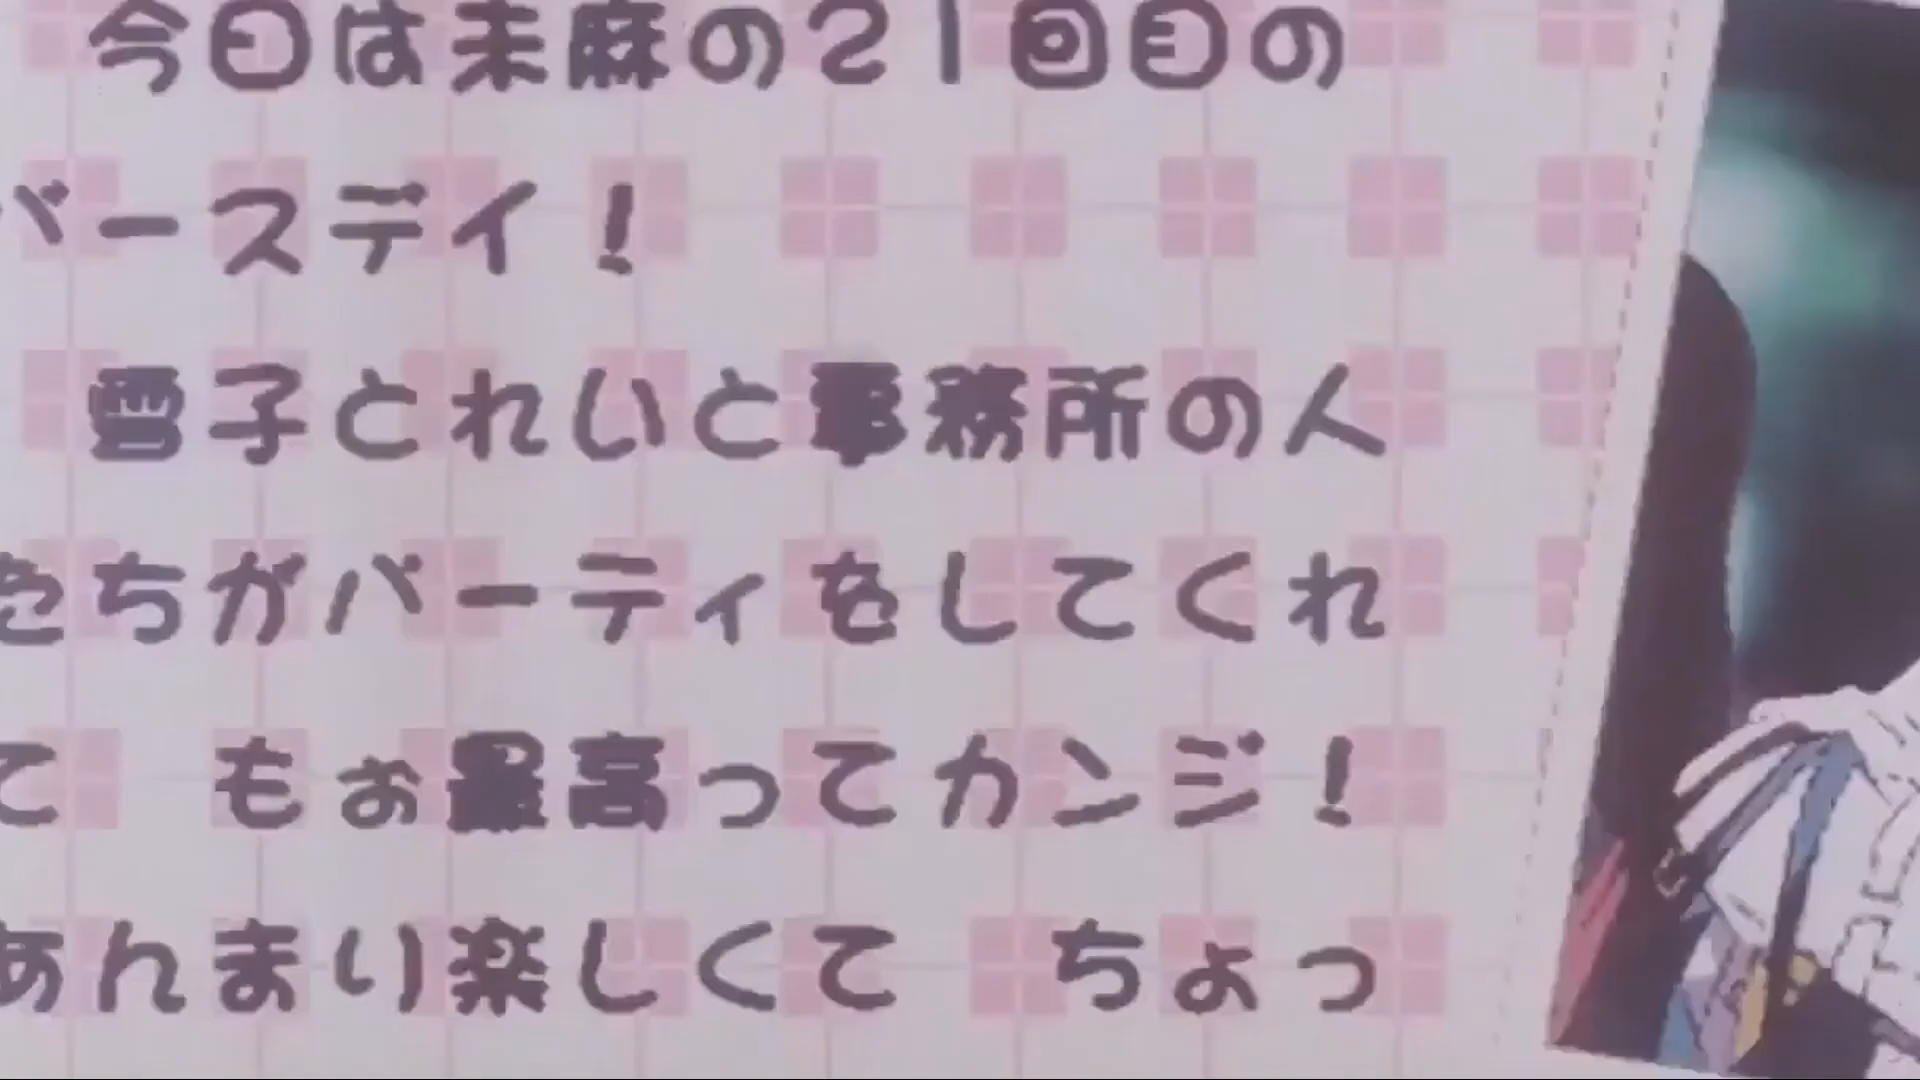 今日は未麻の21回目の
バースデイ！
雪子とれいと事務所の人
たちがパーティをしてくれ
て　もぉ最高ってカンジ！
あんまり楽しくて　ちょっ